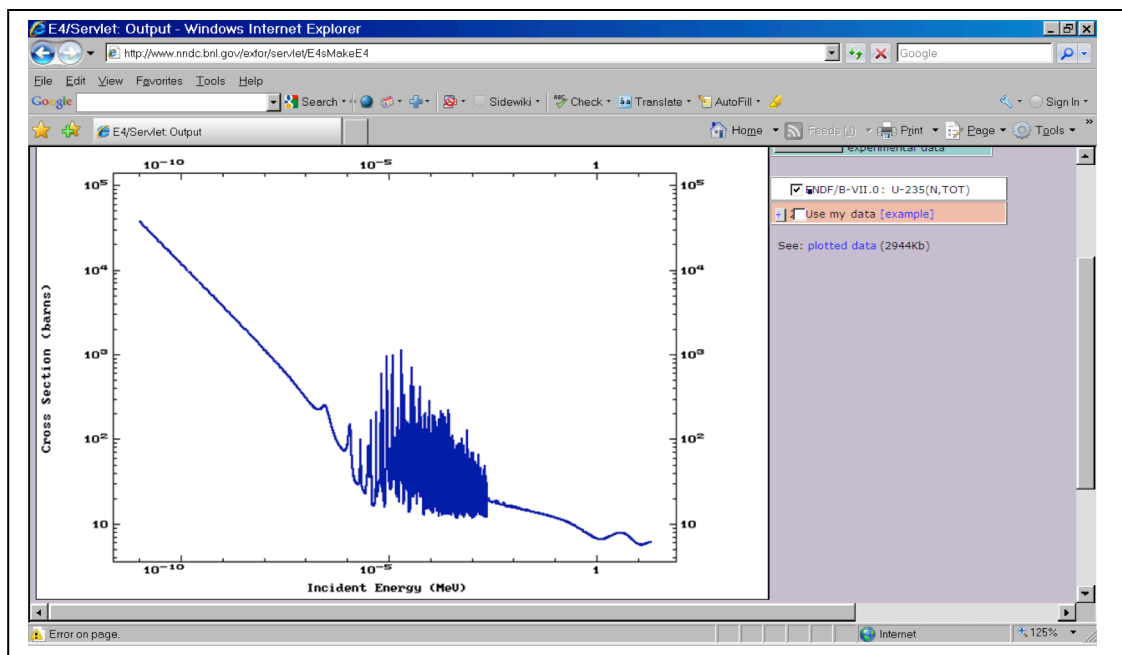 E4/Servlet: Output - Windows Internet Explorer
http://www.nndc.bnl.gov/exfor/servlet/E4sMakeE4
Google
File Edit View Favorites Tools Help
Google Search Sidewiki Check Translate AutoFill Sign In
E4/Servlet: Output Home Feeds (J) Print Page Tools »
experimental data
10-10 10-5 1
ENDF/B-VII.0: U-235(N,TOT)
+ Use my data [example]
See: plotted data (2944Kb)
105 105
104 104
103 103
102 102
10 10
Cross Section (barns)
10-10 10-5 1
Incident Energy (MeV)
Error on page. Internet 125%